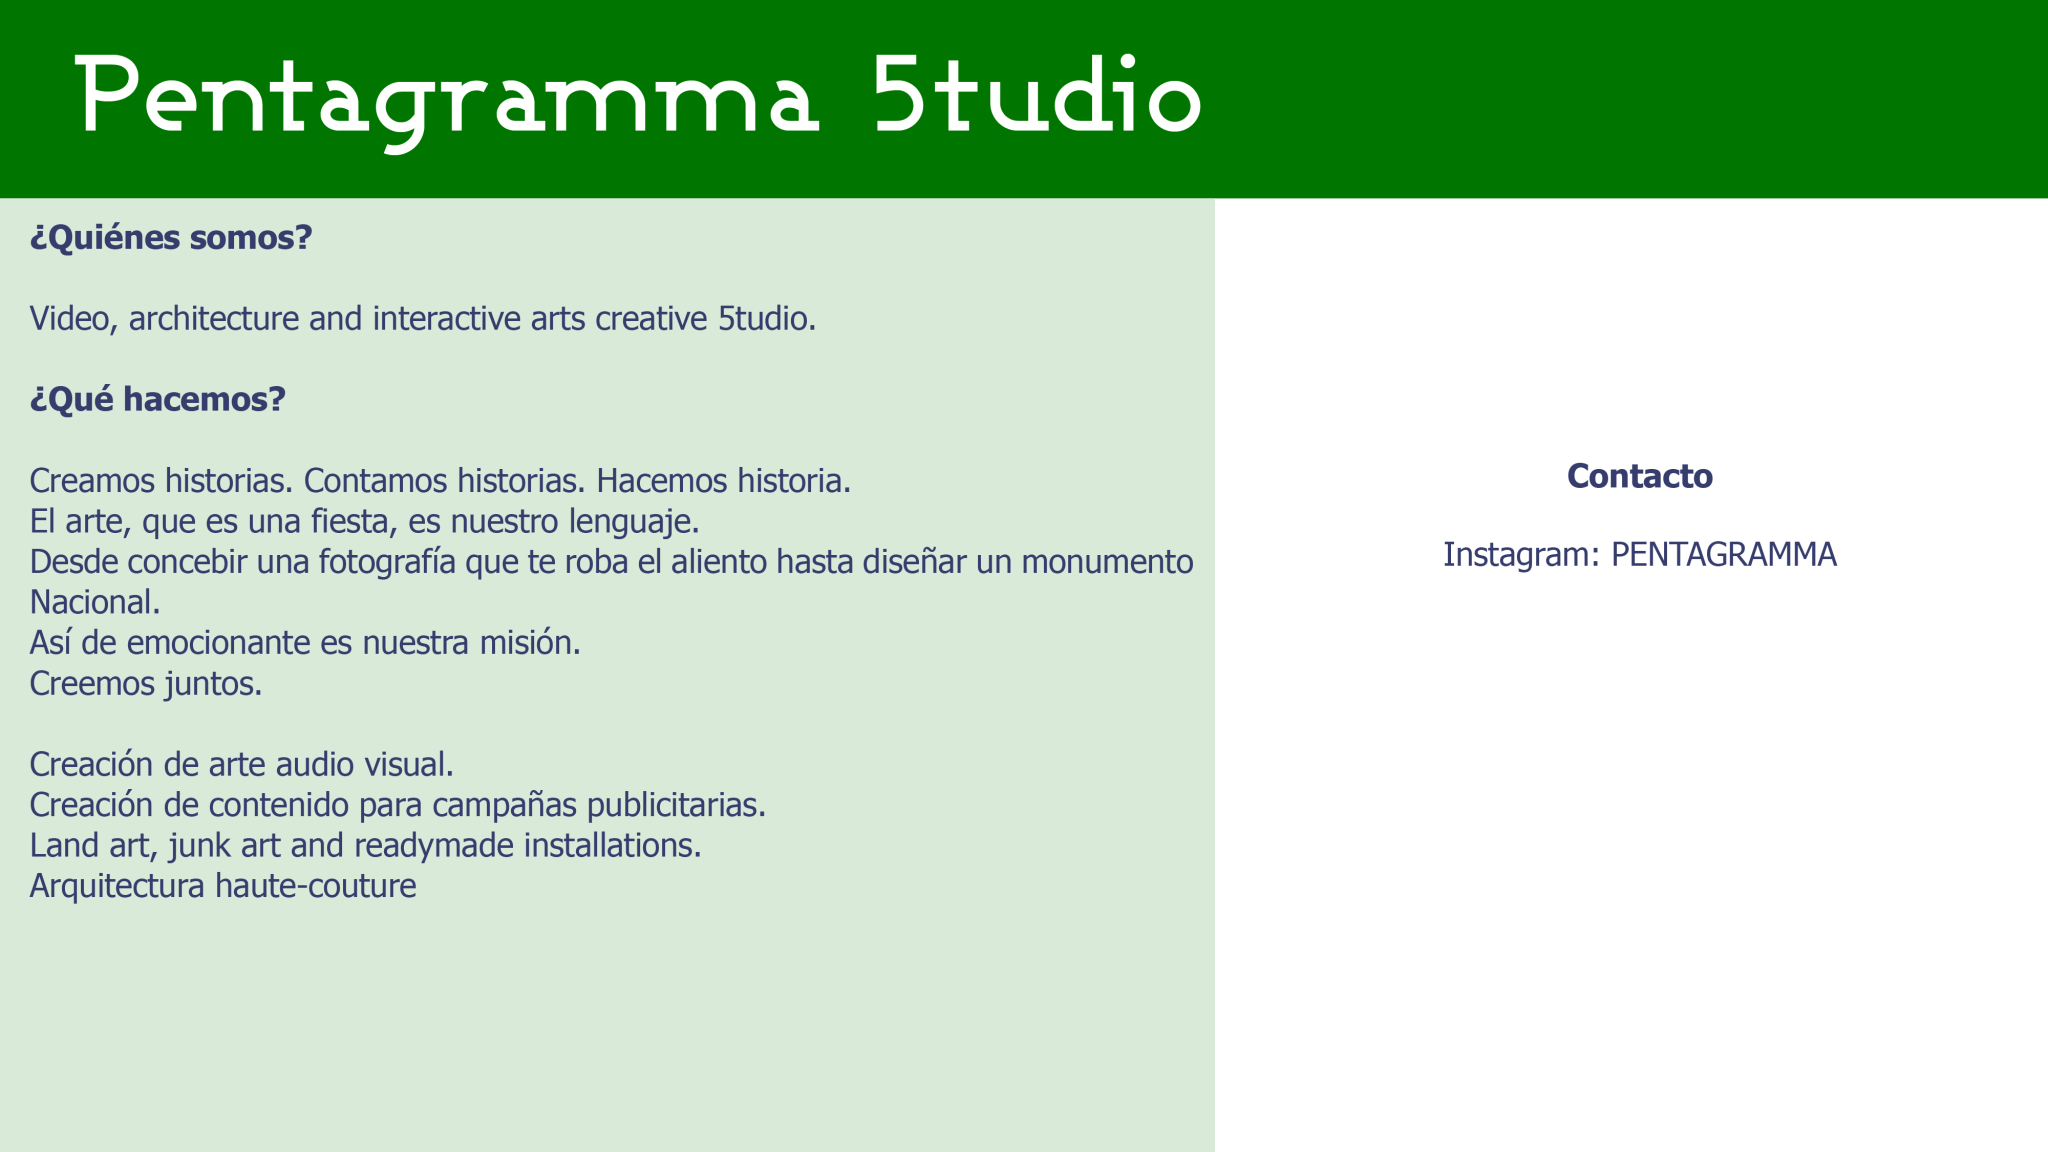 Pentagramma 5tudio
¿Quiénes somos?
Video, architecture and interactive arts creative 5tudio.
¿Qué hacemos?
Creamos historias. Contamos historias. Hacemos historia.
El arte, que es una fiesta, es nuestro lenguaje.
Desde concebir una fotografía que te roba el aliento hasta diseñar un monumento
Nacional.
Así de emocionante es nuestra misión.
Creemos juntos.
Creación de arte audio visual.
Creación de contenido para campañas publicitarias.
Land art, junk art and readymade installations.
Arquitectura haute-couture
Contacto
Instagram: PENTAGRAMMA